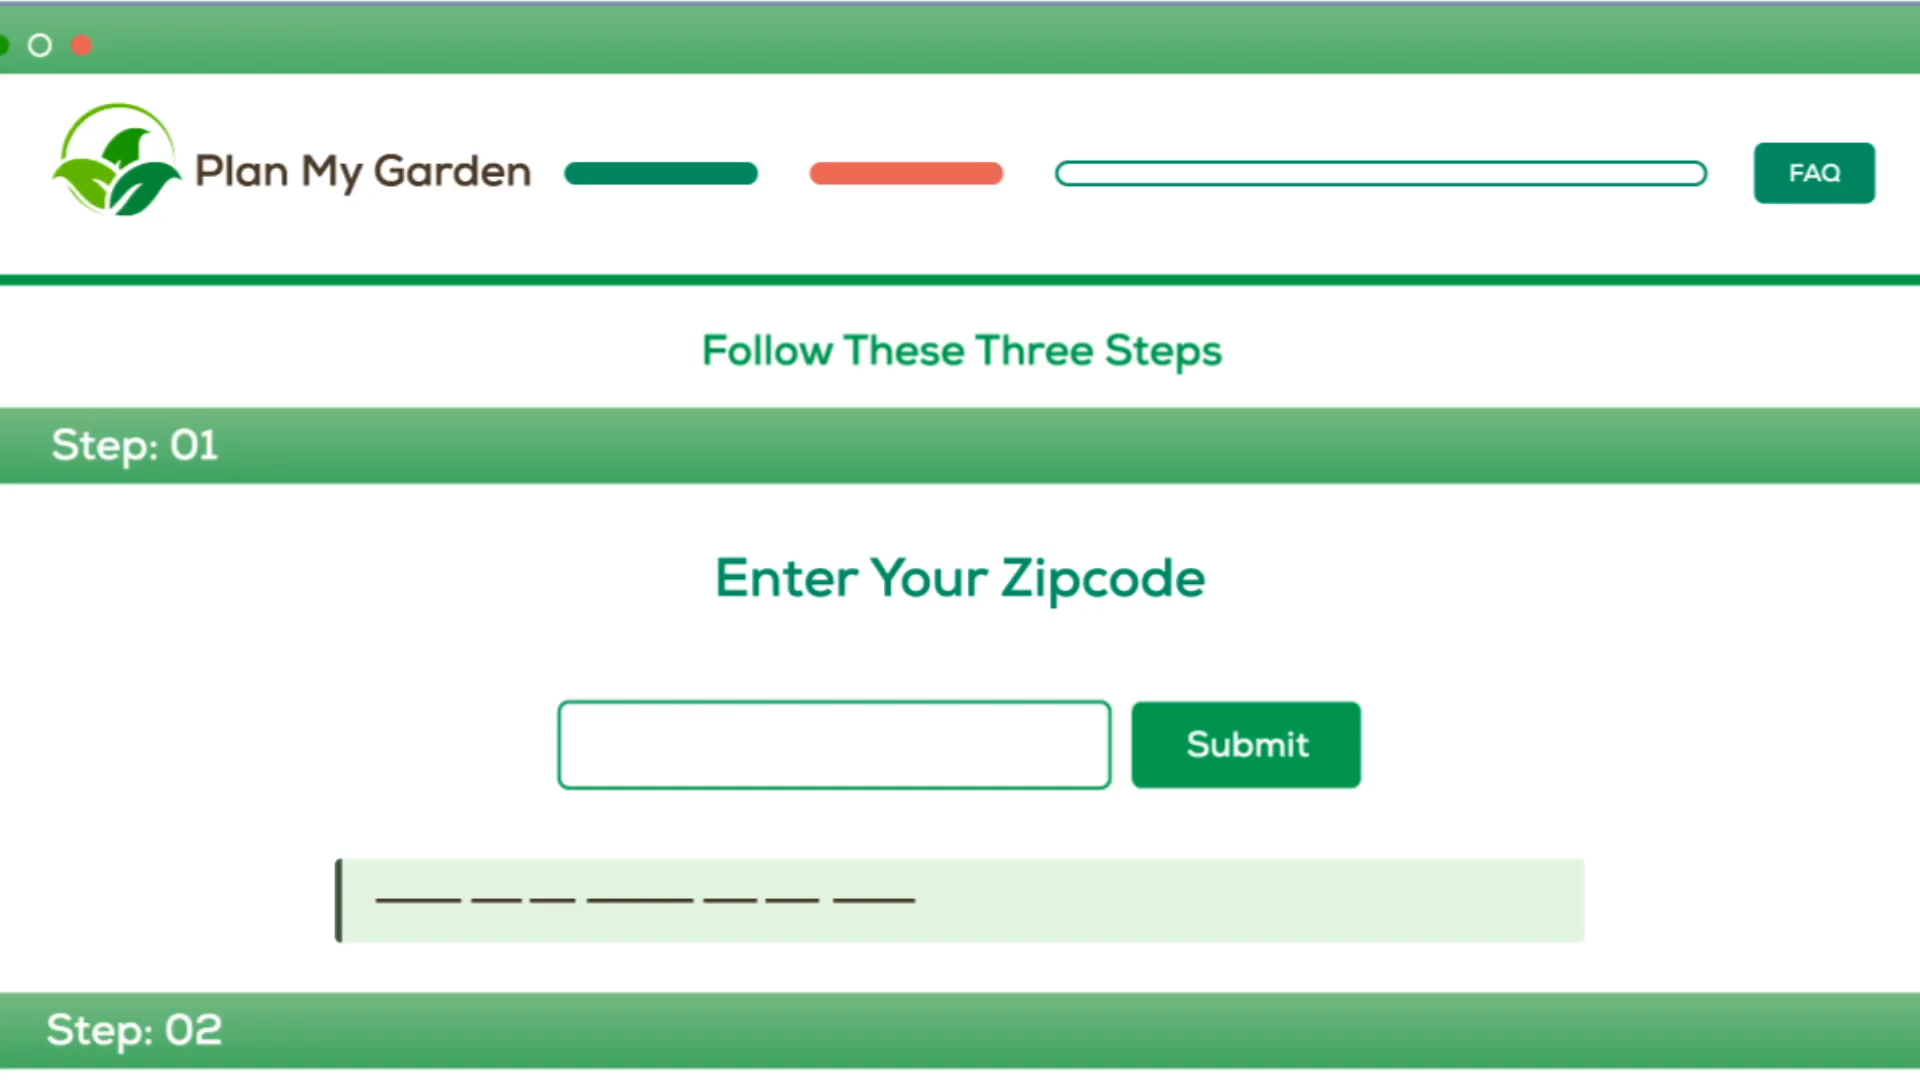 Plan My Garden
FAQ
Follow These Three Steps
Step: 01
Enter Your Zipcode
Submit
Step: 02